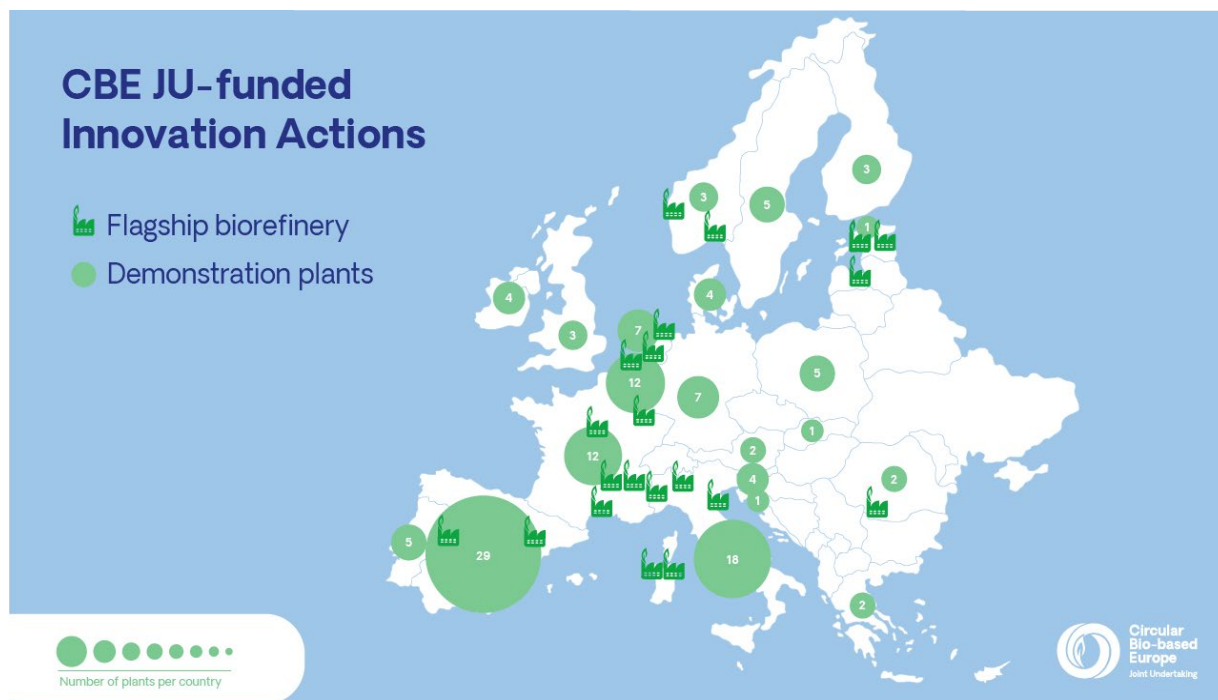 CBE JU-funded
Innovation Actions
Flagship biorefinery
Demonstration plants
3
3
5
1
4
4
3
7
12
7
5
1
12
2
4
1
2
5
29
18
2
Number of plants per country
Circular
Bio-based
Europe
Joint Undertaking